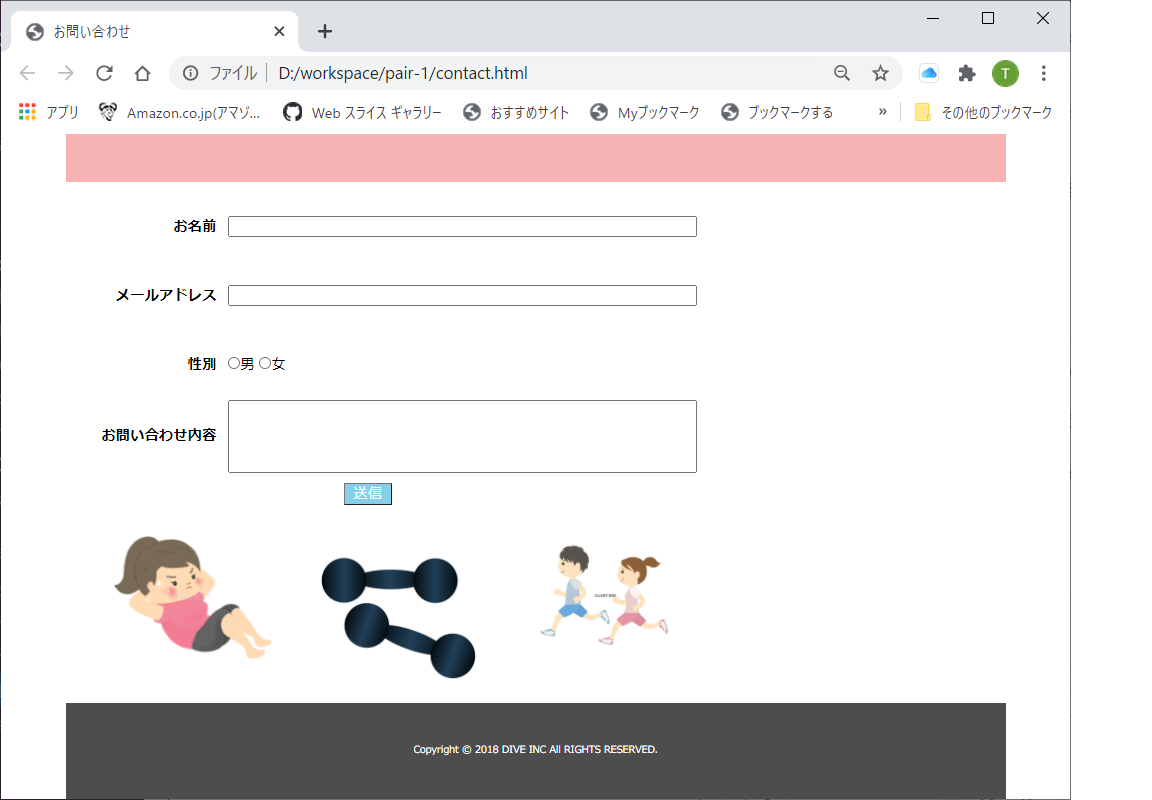 お問い合わせ
ファイル D:/workspace/pair-1/contact.html T
アプリ Amazon.co.jp(アマゾ... Web スライス ギャラリー おすすめサイト Myブックマーク ブックマークする » その他のブックマーク
お名前
メールアドレス
性別 男 女
お問い合わせ内容
送信
Copyright © 2018 DIVE INC All RIGHTS RESERVED.